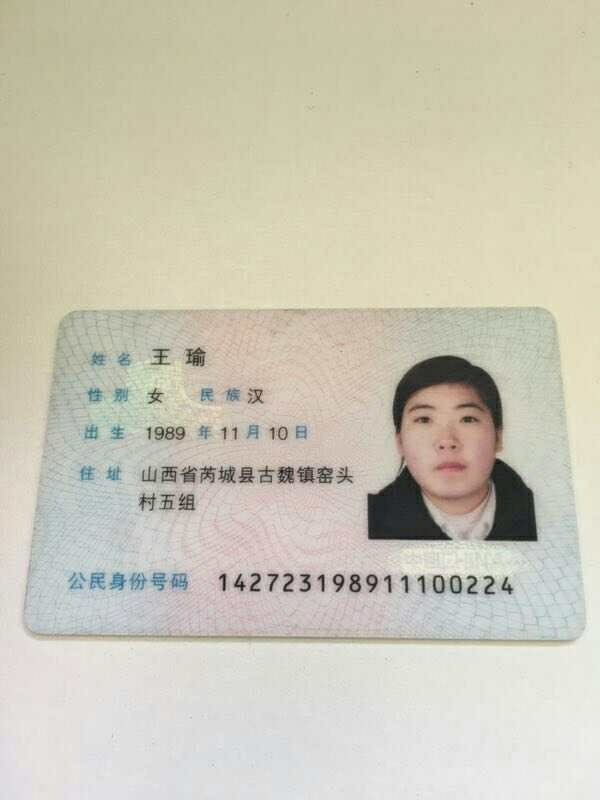 姓名 王瑜
性别 女 民族 汉
出生 1989 年 11 月 10 日
住址 山西省芮城县古魏镇窑头
村五组
公民身份号码 142723198911100224